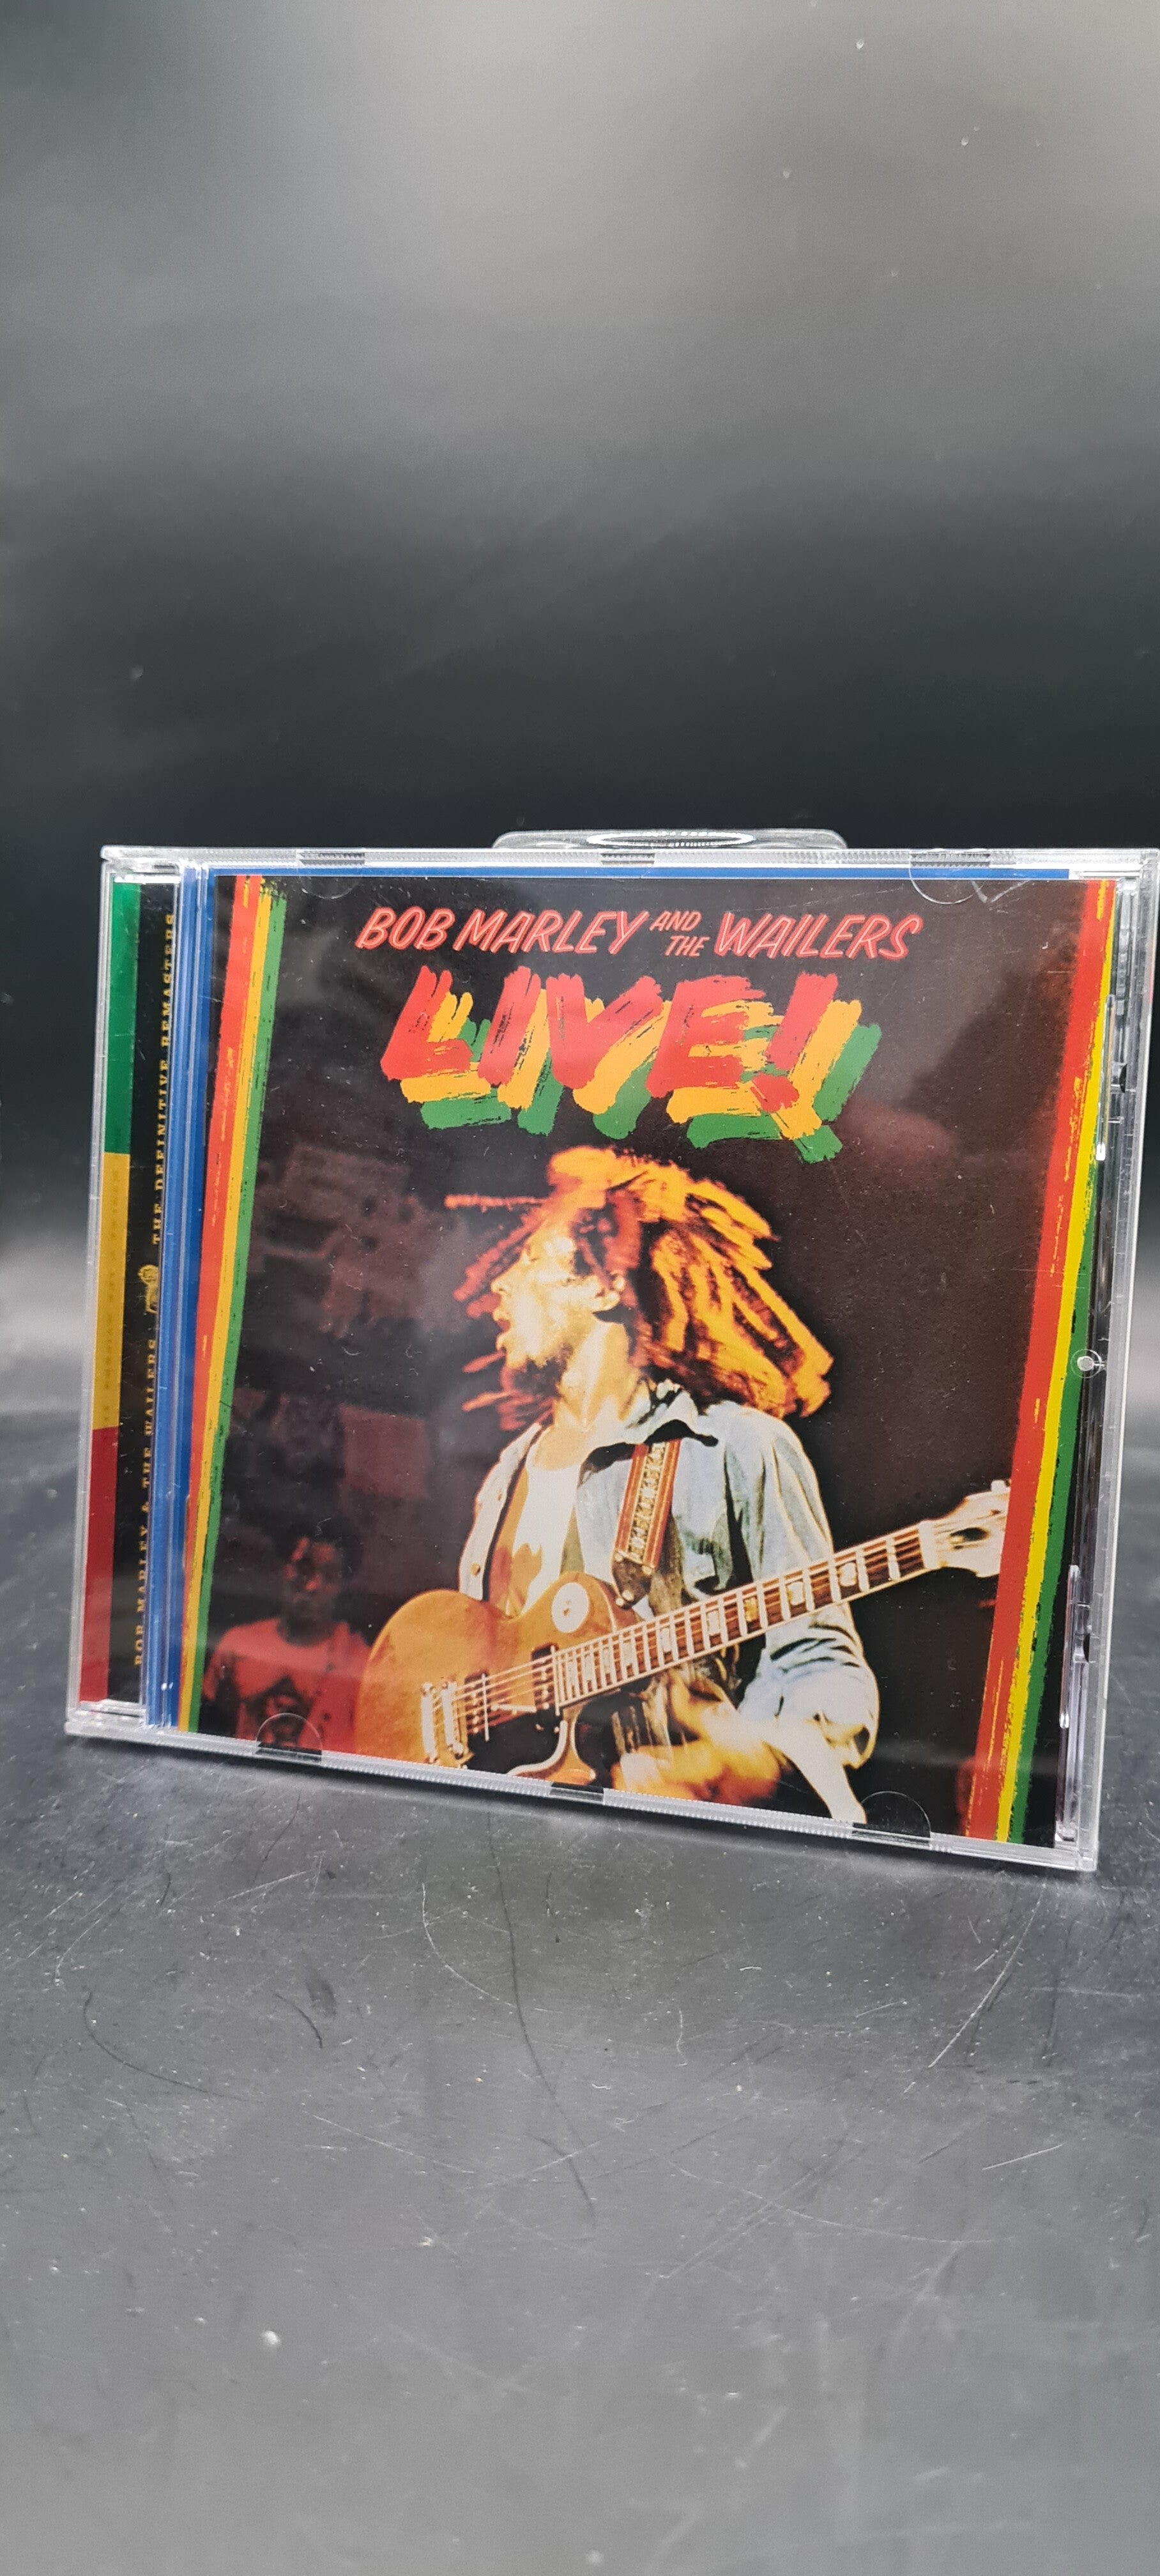 BOB MARLEY AND THE WAILERS
LIVE!
BOB MARLEY & THE WAILERS THE DEFINITIVE REMASTERS